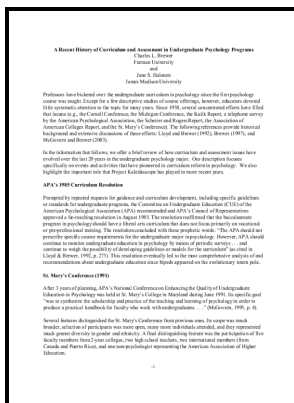 A Recent History of Curriculum and Assessment in Undergraduate Psychology Programs
Charles L. Brewer
Furman University
and
Jane S. Halonen
James Madison University
Professors have bickered over the undergraduate curriculum in psychology since the first psychology
course was taught. Except for a few descriptive studies of course offerings, however, educators devoted
little systematic attention to the topic for many years. Since 1950, several concentrated efforts have filled
that lacuna (e.g., the Cornell Conference, the Michigan Conference, the Kulik Report, a telephone survey
by the American Psychological Association, the Scheirer and Rogers Report, the Association of
American Colleges Report, and the St. Mary's Conference). The following references provide historical
background and extensive discussions of these efforts: Lloyd and Brewer (1992), Brewer (1997), and
McGovern and Brewer (2003).
In the information that follows, we offer a brief review of how curriculum and assessment issues have
evolved over the last 20 years in the undergraduate psychology major. Our description focuses
specifically on events and activities that have pioneered in curriculum reform in psychology. We also
highlight the important role that Project Kaleidoscope has played in more recent years.
APA's 1985 Curriculum Resolution
Prompted by repeated requests for guidance and curriculum development, including specific guidelines
or standards for undergraduate programs, the Committee on Undergraduate Education (CUE) of the
American Psychological Association (APA) recommended and APA's Council of Representatives
approved a far-reaching resolution in August 1985. The resolution reaffirmed that the baccalaureate
program in psychology should have a liberal arts curriculum that does not focus primarily on vocational
or pre-professional training. The resolution concluded with these prophetic words: "The APA should not
prescribe specific course requirements for the undergraduate major in psychology. However, APA should
continue to monitor undergraduate education in psychology by means of periodic surveys . . . and
continue to weigh the possibility of developing guidelines or models for the curriculum" (as cited in
Lloyd & Brewer, 1992, p. 273). This resolution eventually led to the most comprehensive analysis of and
recommendations about undergraduate education since bipeds appeared on the evolutionary totem pole.
St. Mary's Conference (1991)
After 3 years of planning, APA's National Conference on Enhancing the Quality of Undergraduate
Education in Psychology was held at St. Mary's College in Maryland during June 1991. Its specific goal
"was to synthesize the scholarship and practice of the teaching and learning of psychology in order to
produce a practical handbook for faculty who work with undergraduates. . . ." (McGovern, 1993, p. 4).
Several features distinguished the St. Mary's Conference from previous ones. Its scope was much
broader, selection of participants was more open, many more individuals attended, and they represented
much greater diversity in gender and ethnicity. A final distinguishing feature was the participation of five
faculty members from 2-year colleges, two high school teachers, two international members (from
Canada and Puerto Rico), and one non-psychologist representing the American Association of Higher
Education.
-1-